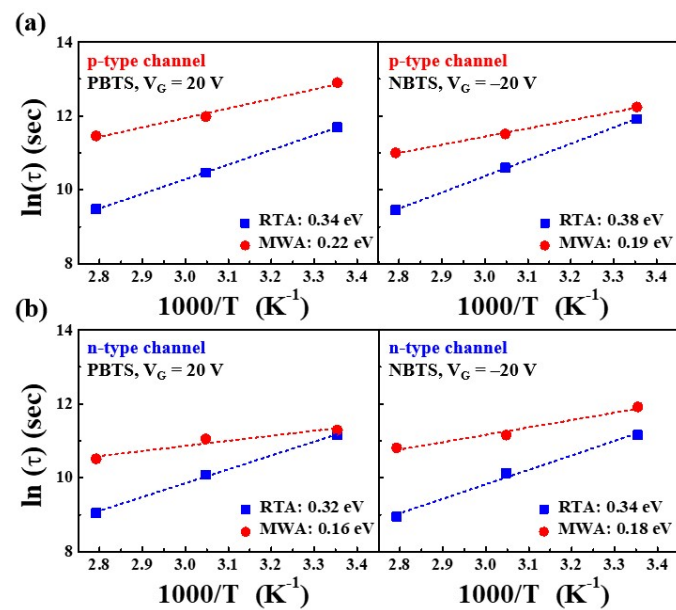 (a)
14
12
10
8
ln(τ) (sec)
p-type channel
PBTS, V_G = 20 V
RTA: 0.34 eV
MWA: 0.22 eV
2.8 2.9 3.0 3.1 3.2 3.3 3.4
1000/T (K⁻¹)
p-type channel
NBTS, V_G = –20 V
RTA: 0.38 eV
MWA: 0.19 eV
2.8 2.9 3.0 3.1 3.2 3.3 3.4
1000/T (K⁻¹)
(b)
14
12
10
8
ln (τ) (sec)
n-type channel
PBTS, V_G = 20 V
RTA: 0.32 eV
MWA: 0.16 eV
2.8 2.9 3.0 3.1 3.2 3.3 3.4
1000/T (K⁻¹)
n-type channel
NBTS, V_G = –20 V
RTA: 0.34 eV
MWA: 0.18 eV
2.8 2.9 3.0 3.1 3.2 3.3 3.4
1000/T (K⁻¹)